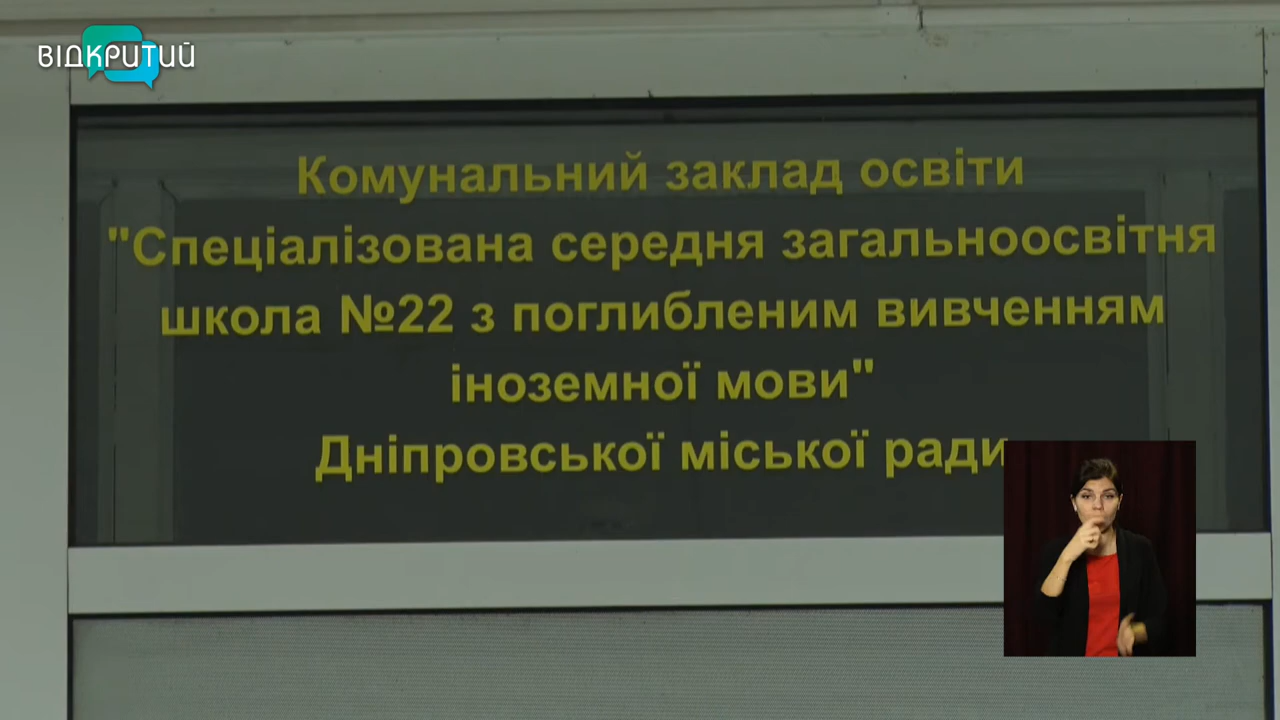 ВІДКРИТИЙ
Комунальний заклад освіти
"Спеціалізована середня загальноосвітня
школа №22 з поглибленим вивченням
іноземної мови"
Дніпровської міської ради